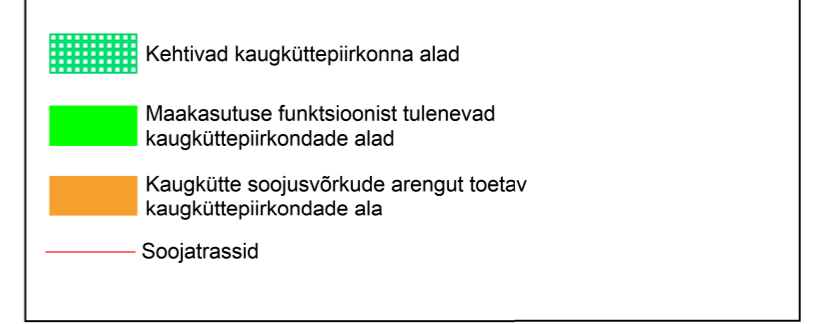 Kehtivad kaugküttepiirkonna alad
Maakasutuse funktsioonist tulenevad
kaugküttepiirkondade alad
Kaugkütte soojusvõrkude arengut toetav
kaugküttepiirkondade ala
Soojatrassid